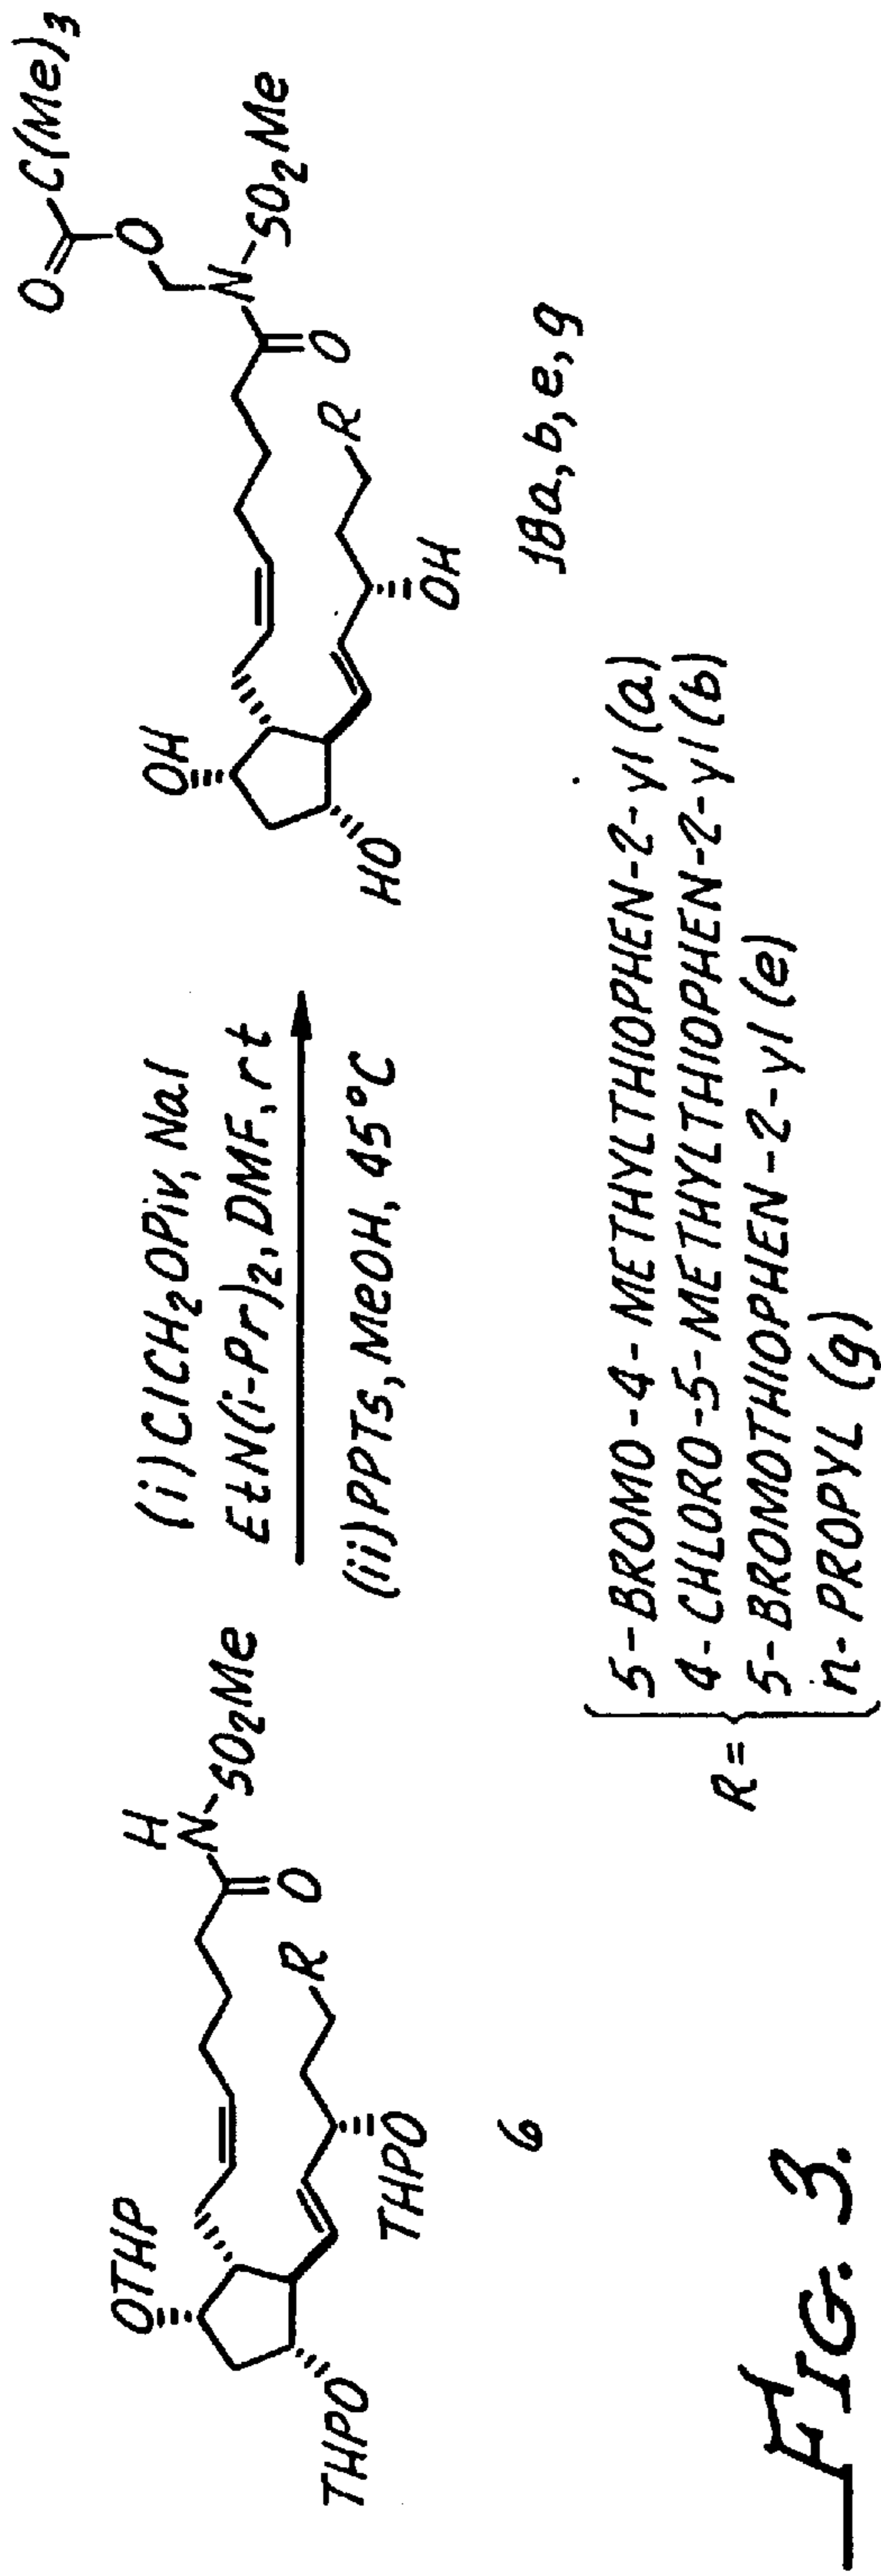 OTHP
THPO
THPO
R
H
N
SO2Me
O
6
(i) ClCH2OPiv, NaI
EtN(i-Pr)2, DMF, rt
(ii) PPTs, MeOH, 45°C
OH
HO
OH
R
O
N
SO2Me
O
O
C(Me)3
18a, b, e, g
R =
5-BROMO-4-METHYLTHIOPHEN-2-yl (a)
4-CHLORO-5-METHYLTHIOPHEN-2-yl (b)
5-BROMOTHIOPHEN-2-yl (e)
n-PROPYL (g)
FIG. 3.